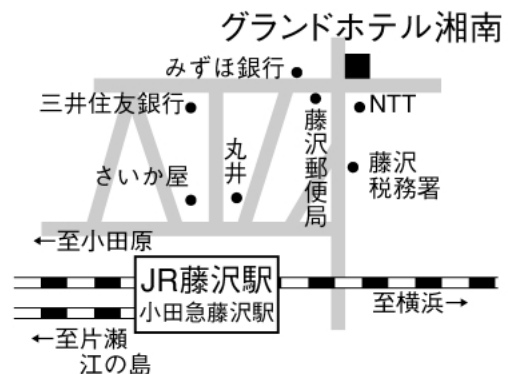 グランドホテル湘南
みずほ銀行
三井住友銀行
NTT
藤沢郵便局
丸井
さいか屋
藤沢
税務署
←至小田原
JR藤沢駅
小田急藤沢駅
至横浜→
←至片瀬
江の島